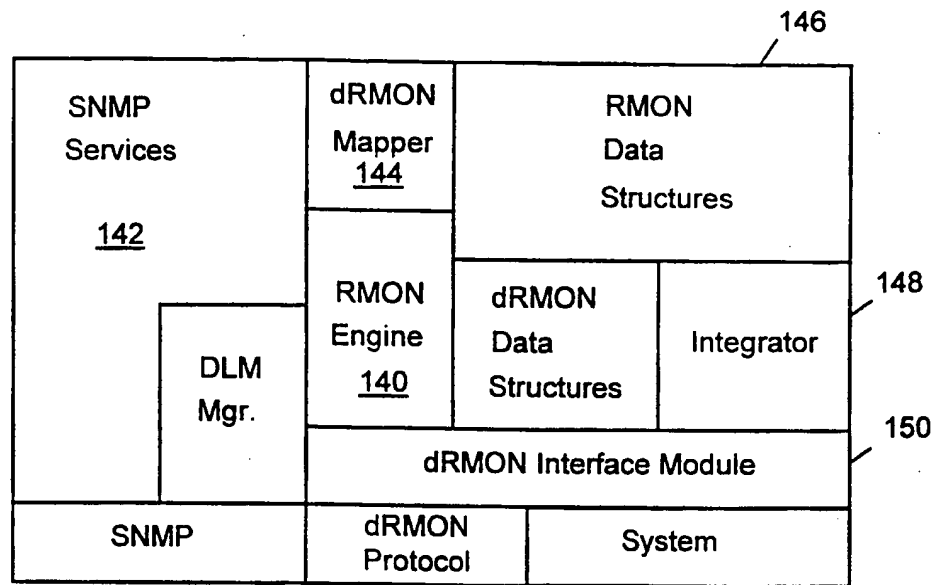 146
SNMP
Services
142
dRMON
Mapper
144
RMON
Data
Structures
148
RMON
Engine
140
dRMON
Data
Structures
Integrator
DLM
Mgr.
150
dRMON Interface Module
SNMP
dRMON
Protocol
System